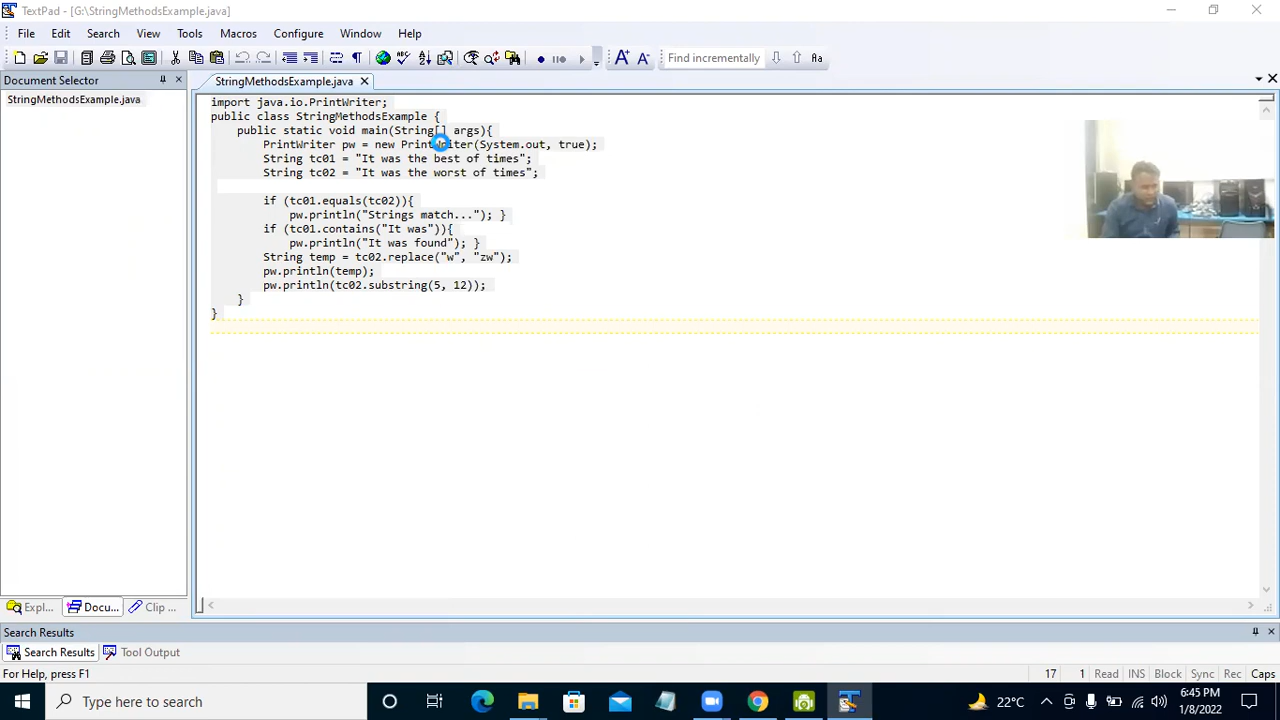 TextPad - [G:\StringMethodsExample.java]
File Edit Search View Tools Macros Configure Window Help
Find incrementally Aa
Document Selector
StringMethodsExample.java
StringMethodsExample.java
import java.io.PrintWriter;
public class StringMethodsExample {
public static void main(String[] args){
PrintWriter pw = new PrintWriter(System.out, true);
String tc01 = "It was the best of times";
String tc02 = "It was the worst of times";
if (tc01.equals(tc02)){
pw.println("Strings match..."); }
if (tc01.contains("It was")){
pw.println("It was found"); }
String temp = tc02.replace("w", "zw");
pw.println(temp);
pw.println(tc02.substring(5, 12));
}
}
Expl... Docu... Clip ...
Search Results
Search Results Tool Output
For Help, press F1 17 1 Read INS Block Sync Rec Caps
Type here to search 22°C 6:45 PM
1/8/2022